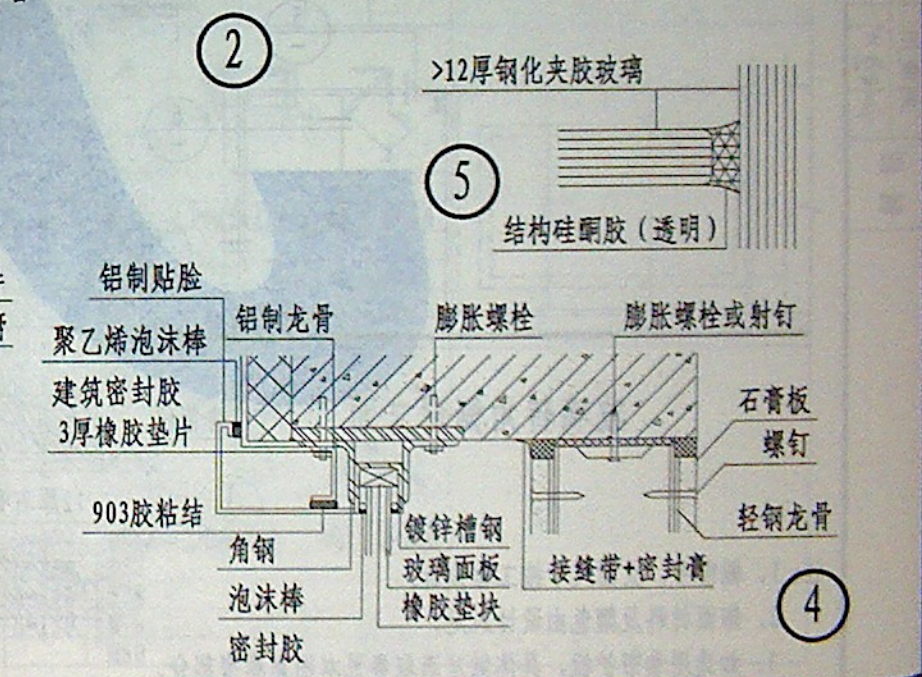 2
>12厚钢化夹胶玻璃
5
结构硅酮胶（透明）
铝制贴脸
铝制龙骨
膨胀螺栓
膨胀螺栓或射钉
聚乙烯泡沫棒
建筑密封胶
3厚橡胶垫片
石膏板
螺钉
903胶粘结
镀锌槽钢
轻钢龙骨
角钢
玻璃面板
接缝带+密封膏
泡沫棒
橡胶垫块
4
密封胶